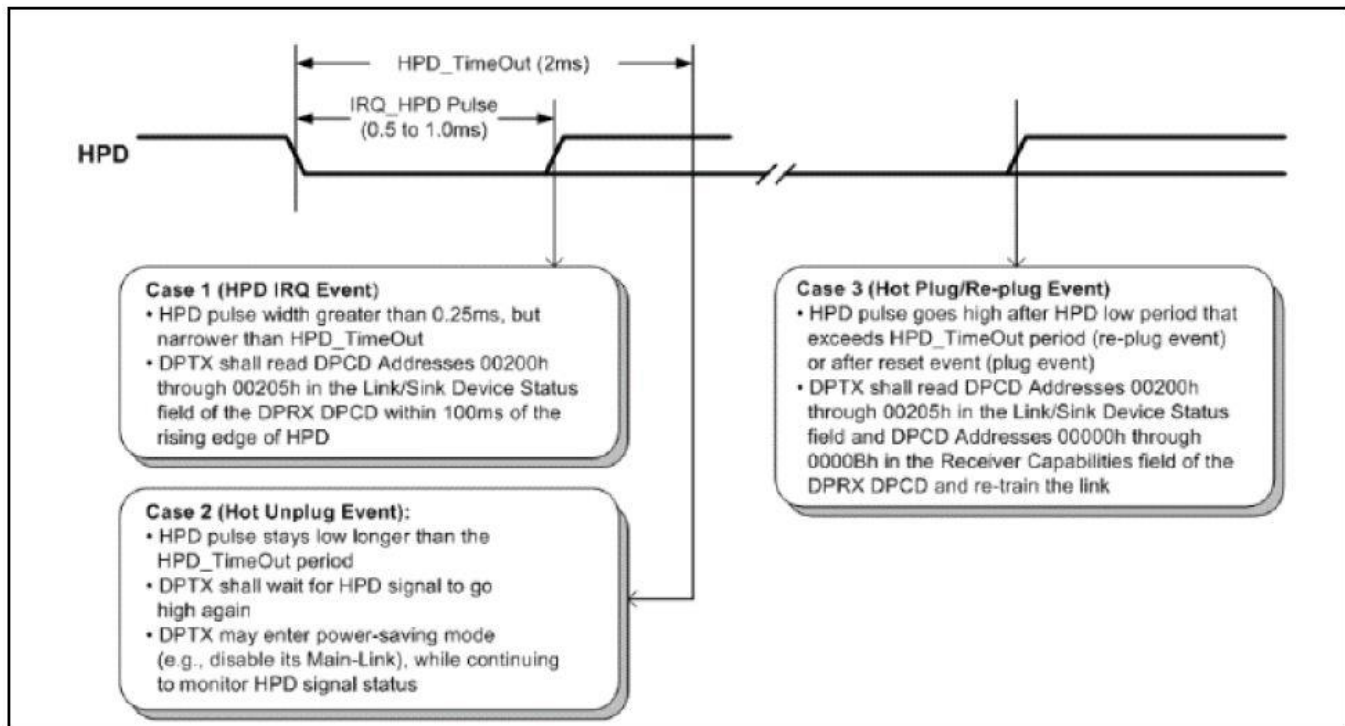 HPD_TimeOut (2ms)
IRQ_HPD Pulse
(0.5 to 1.0ms)
HPD
Case 1 (HPD IRQ Event)
• HPD pulse width greater than 0.25ms, but
narrower than HPD_TimeOut
• DPTX shall read DPCD Addresses 00200h
through 00205h in the Link/Sink Device Status
field of the DPRX DPCD within 100ms of the
rising edge of HPD
Case 2 (Hot Unplug Event):
• HPD pulse stays low longer than the
HPD_TimeOut period
• DPTX shall wait for HPD signal to go
high again
• DPTX may enter power-saving mode
(e.g., disable its Main-Link), while continuing
to monitor HPD signal status
Case 3 (Hot Plug/Re-plug Event)
• HPD pulse goes high after HPD low period that
exceeds HPD_TimeOut period (re-plug event)
or after reset event (plug event)
• DPTX shall read DPCD Addresses 00200h
through 00205h in the Link/Sink Device Status
field and DPCD Addresses 00000h through
0000Bh in the Receiver Capabilities field of the
DPRX DPCD and re-train the link